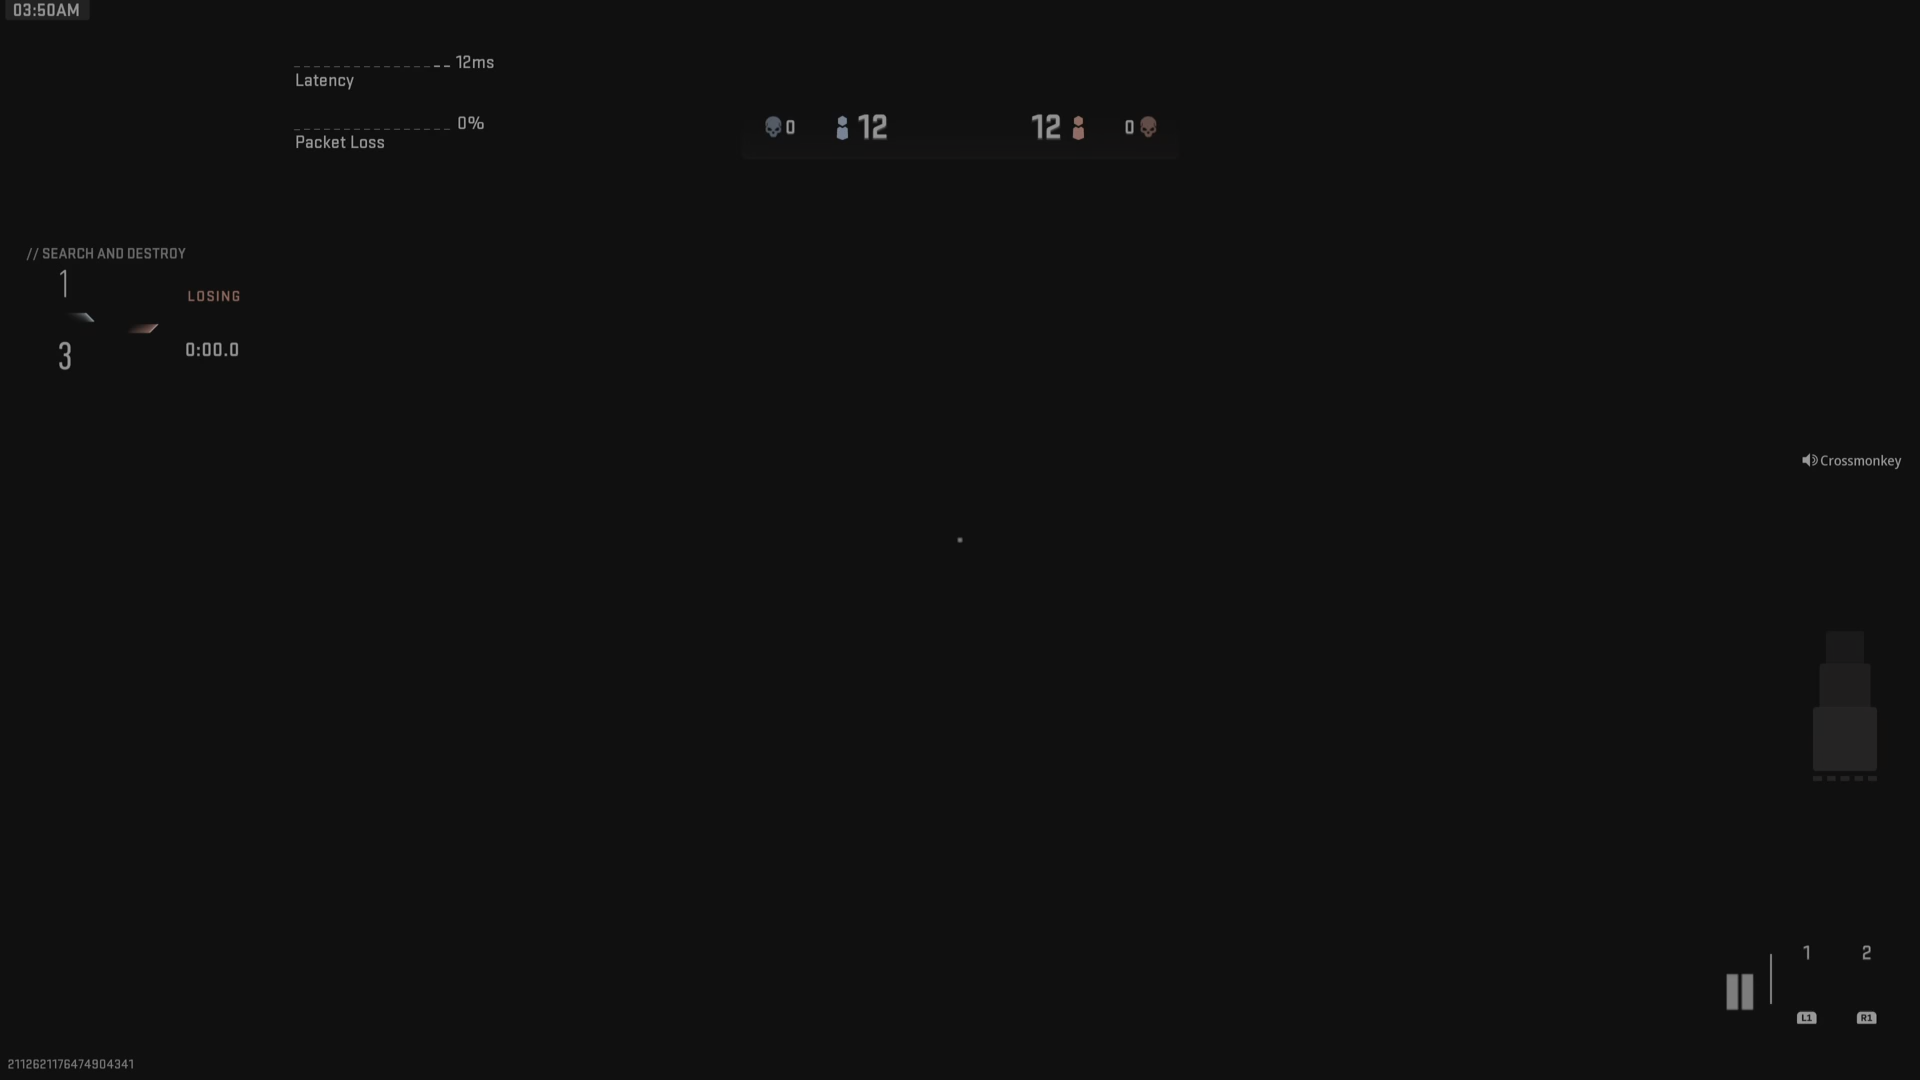 03:50AM
12ms
Latency
0%
Packet Loss
0 12 12 0
// SEARCH AND DESTROY
1
LOSING
3
0:00.0
Crossmonkey
1 2
L1 R1
2112621176474904341